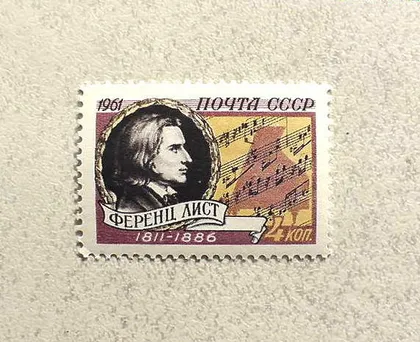 1961 ПОЧТА СССР
ФЕРЕНЦ ЛИСТ
1811-1886
4 КОП.